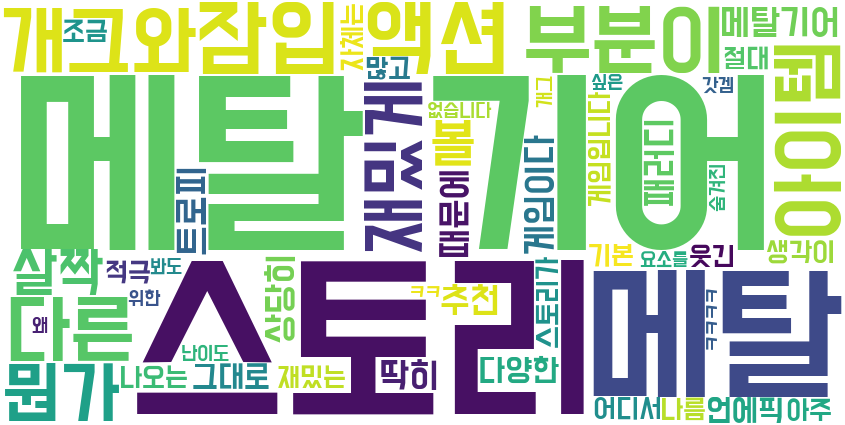 개그와
잠입
액션
부분이
메탈기어
조금
자체는
많고
절대
메탈
기어
재밌게
볼
없습니다
개그
싶은
갓겜
게임입니다
패러디
숨겨진
팀아이
트로피
때문에
게임이다
살짝
적극
봐도
위한
상당히
스토리
ㅋㅋ
추천
스토리가
기본
요소를
웃긴
생각이
다른
왜
난이도
메탈
ㅋㅋㅋㅋ
뭔가
나오는
그대로
재밌는
딱히
다양한
어디서
나름
언에픽
아주